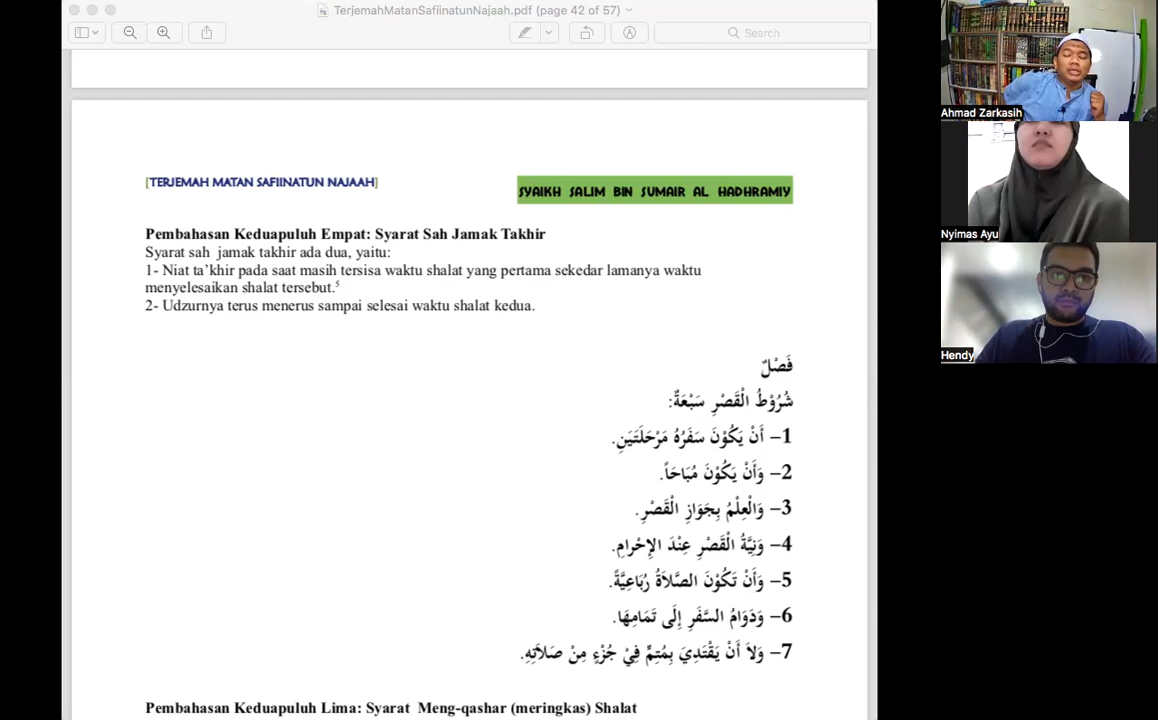 TerjemahMatanSafiinatunNajaah.pdf (page 42 of 57)
Search
[TERJEMAH MATAN SAFIINATUN NAJAAH]
SYAIKH SALIM BIN SUMAIR AL HADHRAMIY
Pembahasan Keduapuluh Empat: Syarat Sah Jamak Takhir
Syarat sah jamak takhir ada dua, yaitu:
1- Niat ta’khir pada saat masih tersisa waktu shalat yang pertama sekedar lamanya waktu
menyelesaikan shalat tersebut.5
2- Udzurnya terus menerus sampai selesai waktu shalat kedua.
فَصْلٌ
شُرُوْطُ الْقَصْرِ سَبْعَةٌ:
1– أَنْ يَكُوْنَ سَفَرُهُ مَرْحَلَتَيَنِ.
2– وَأَنْ يَكُوْنَ مُبَاحَاً.
3– وَالْعِلْمُ بِجَوَازِ الْقَصْرِ.
4– وَنِيَّةُ الْقَصْرِ عِنْدَ الإِحْرامِ.
5– وَأَنْ تَكُوْنَ الصَّلاَةُ رُبَاعِيَّةً.
6– وَدَوَامُ السَّفَرِ إِلَى تَمَامِهَا.
7– وَلاَ أَنْ يَقْتَدِيَ بِمُتِمٍّ فِيْ جُزْءٍ مِنْ صَلاَتِهِ.
Pembahasan Keduapuluh Lima: Syarat Meng-qashar (meringkas) Shalat
Ahmad Zarkasih
Nyimas Ayu
Hendy